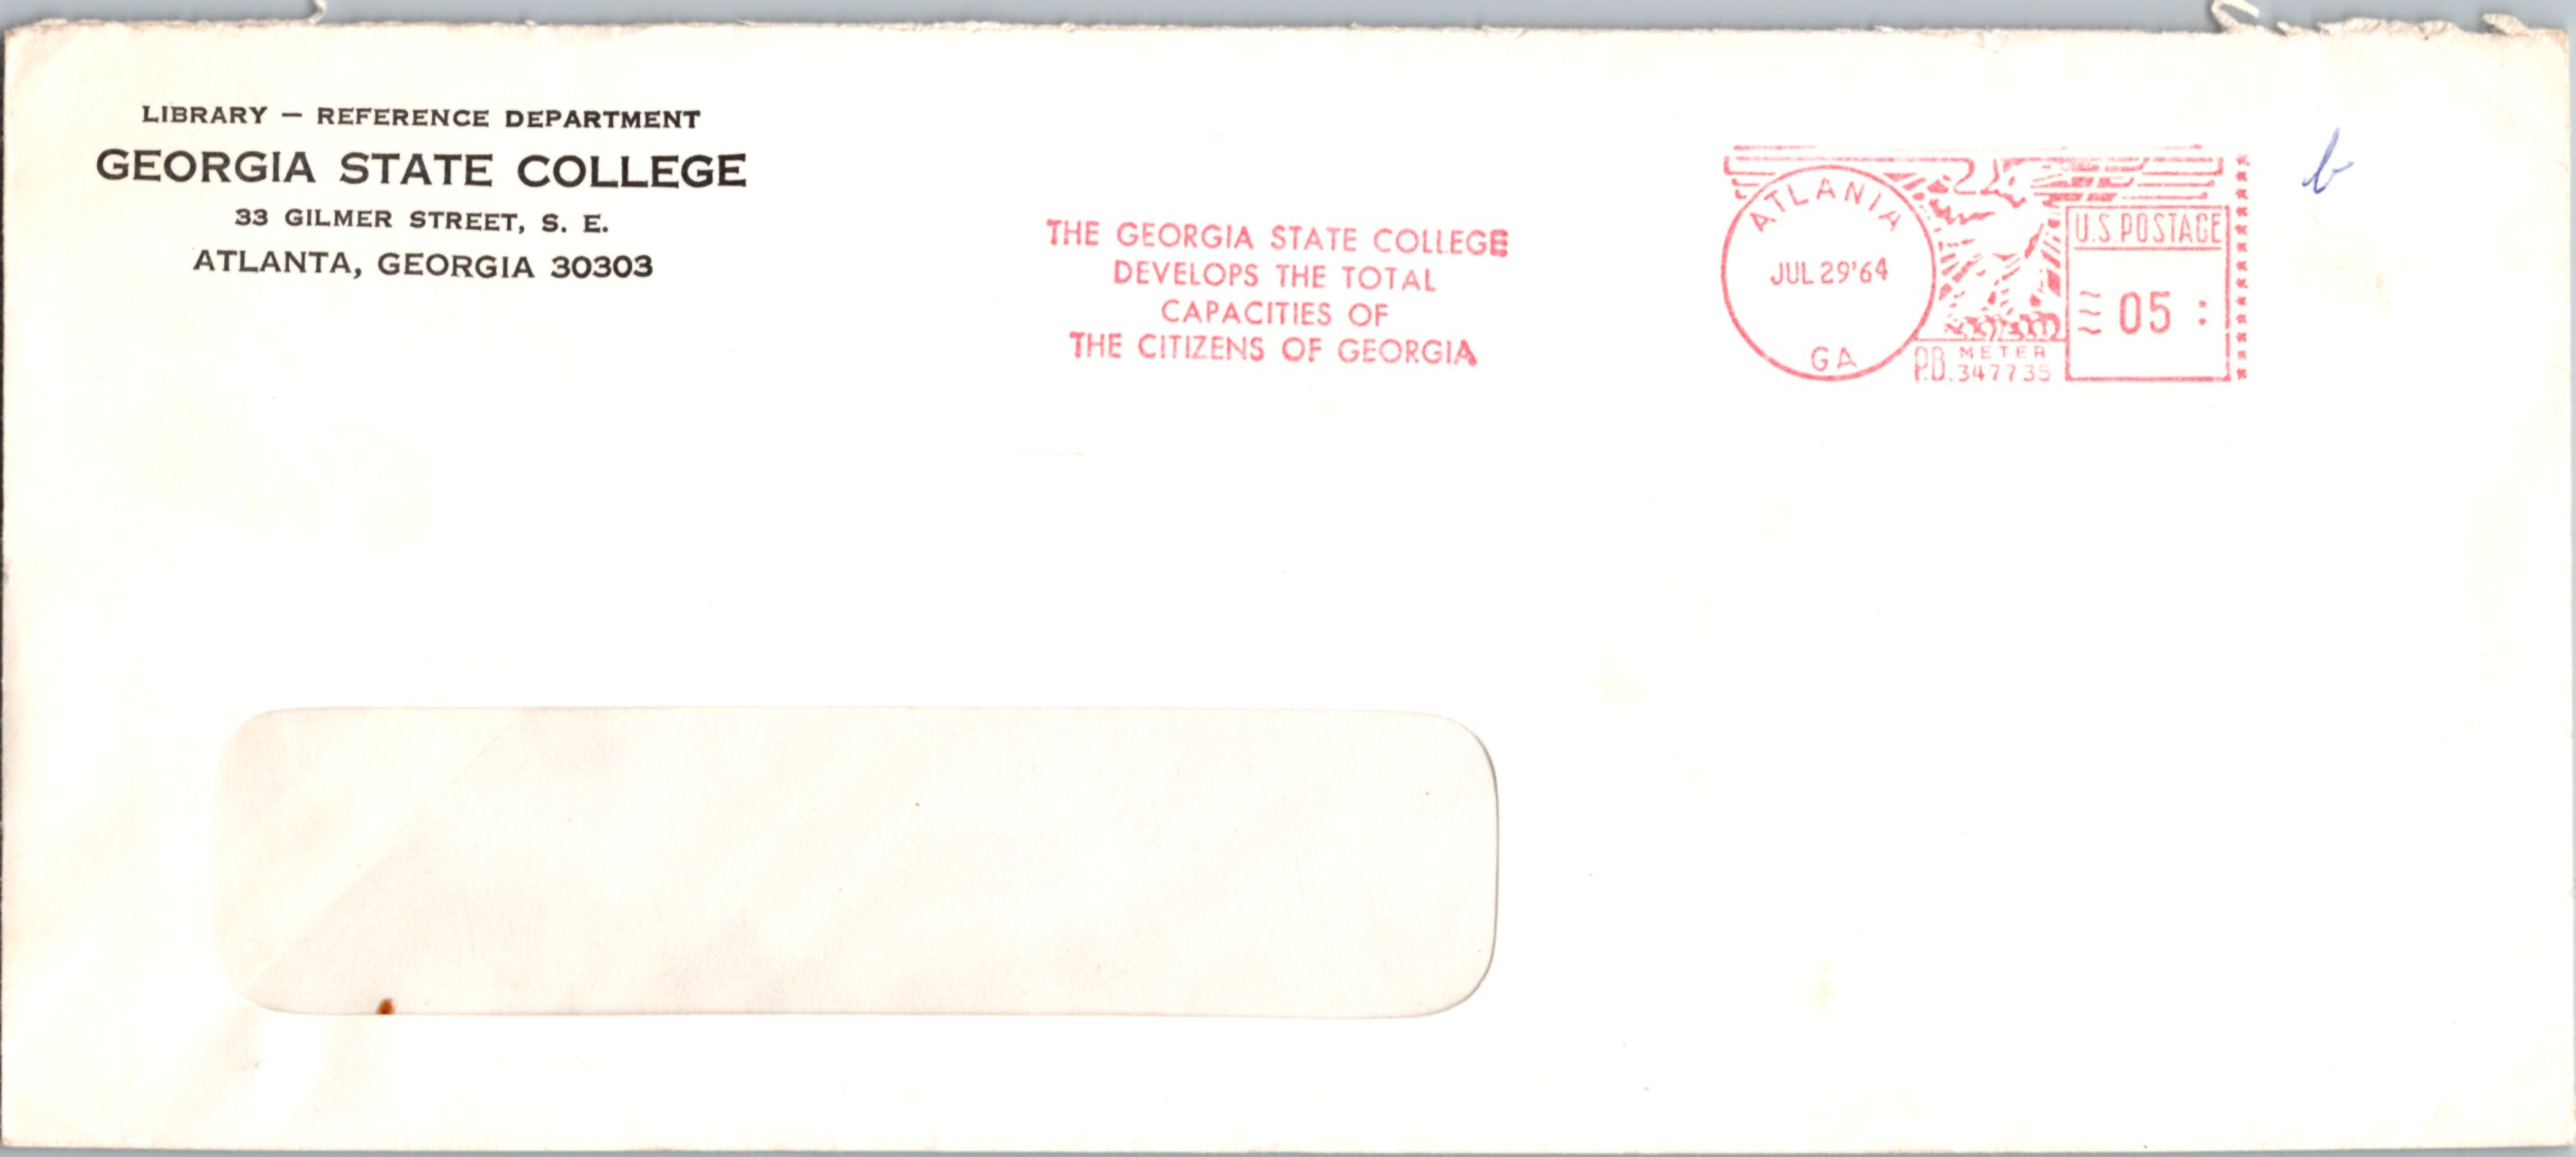 LIBRARY — REFERENCE DEPARTMENT
GEORGIA STATE COLLEGE
33 GILMER STREET, S. E.
ATLANTA, GEORGIA 30303
THE GEORGIA STATE COLLEGE
DEVELOPS THE TOTAL
CAPACITIES OF
THE CITIZENS OF GEORGIA
ATLANTA
JUL 29'64
GA
P.B. METER
347735
U.S. POSTAGE
05
b